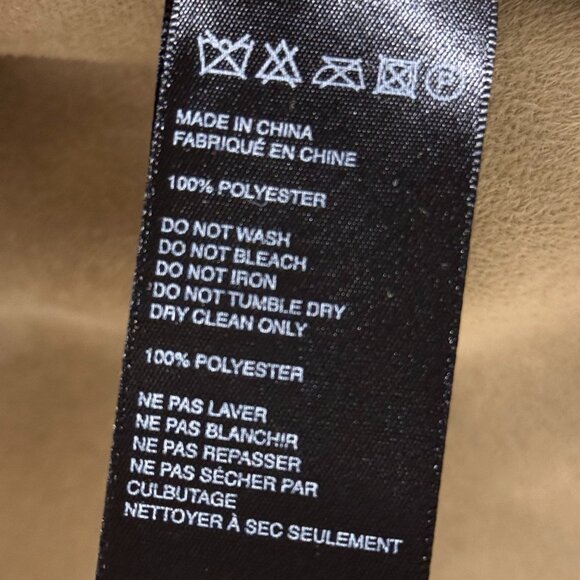 P
MADE IN CHINA
FABRIQUÉ EN CHINE
100% POLYESTER
DO NOT WASH
DO NOT BLEACH
DO NOT IRON
DO NOT TUMBLE DRY
DRY CLEAN ONLY
100% POLYESTER
NE PAS LAVER
NE PAS BLANCHIR
NE PAS REPASSER
NE PAS SÉCHER PAR
CULBUTAGE
NETTOYER À SEC SEULEMENT